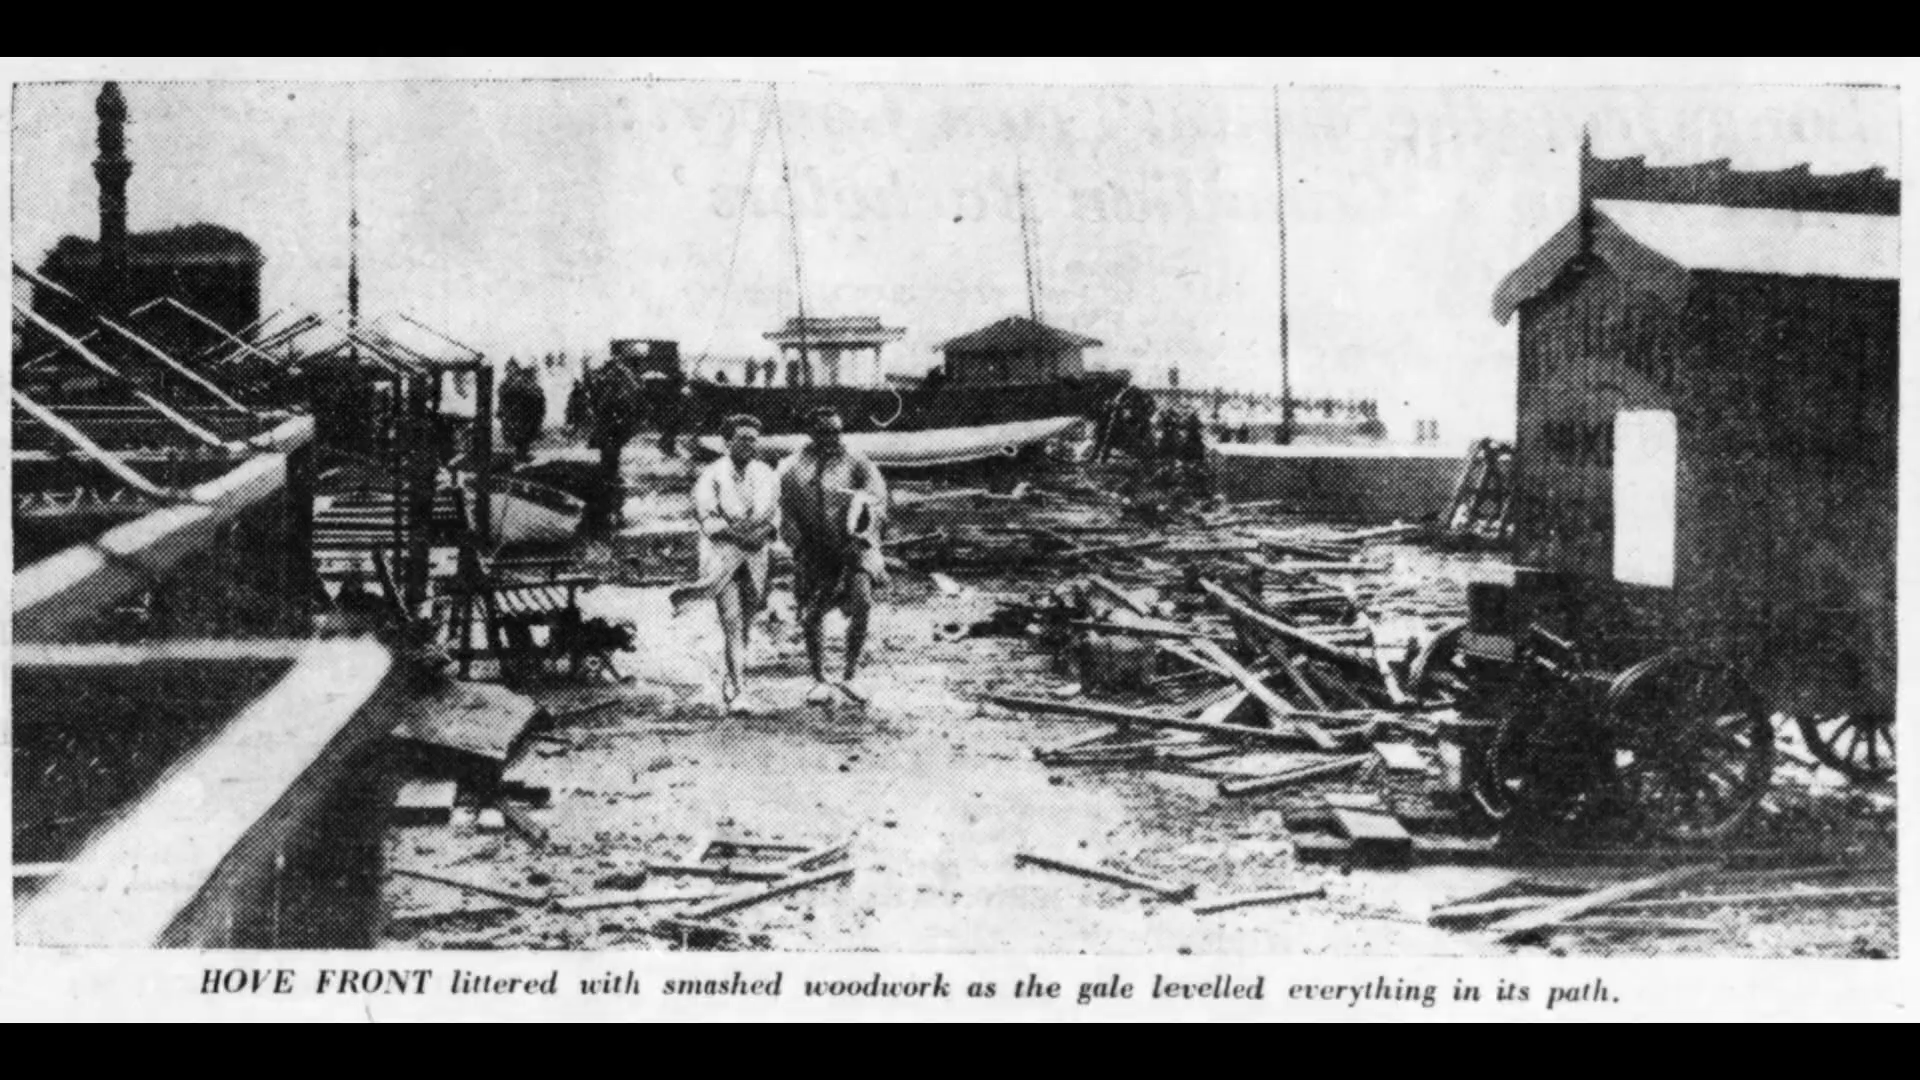 HOVE FRONT littered with smashed woodwork as the gale levelled everything in its path.